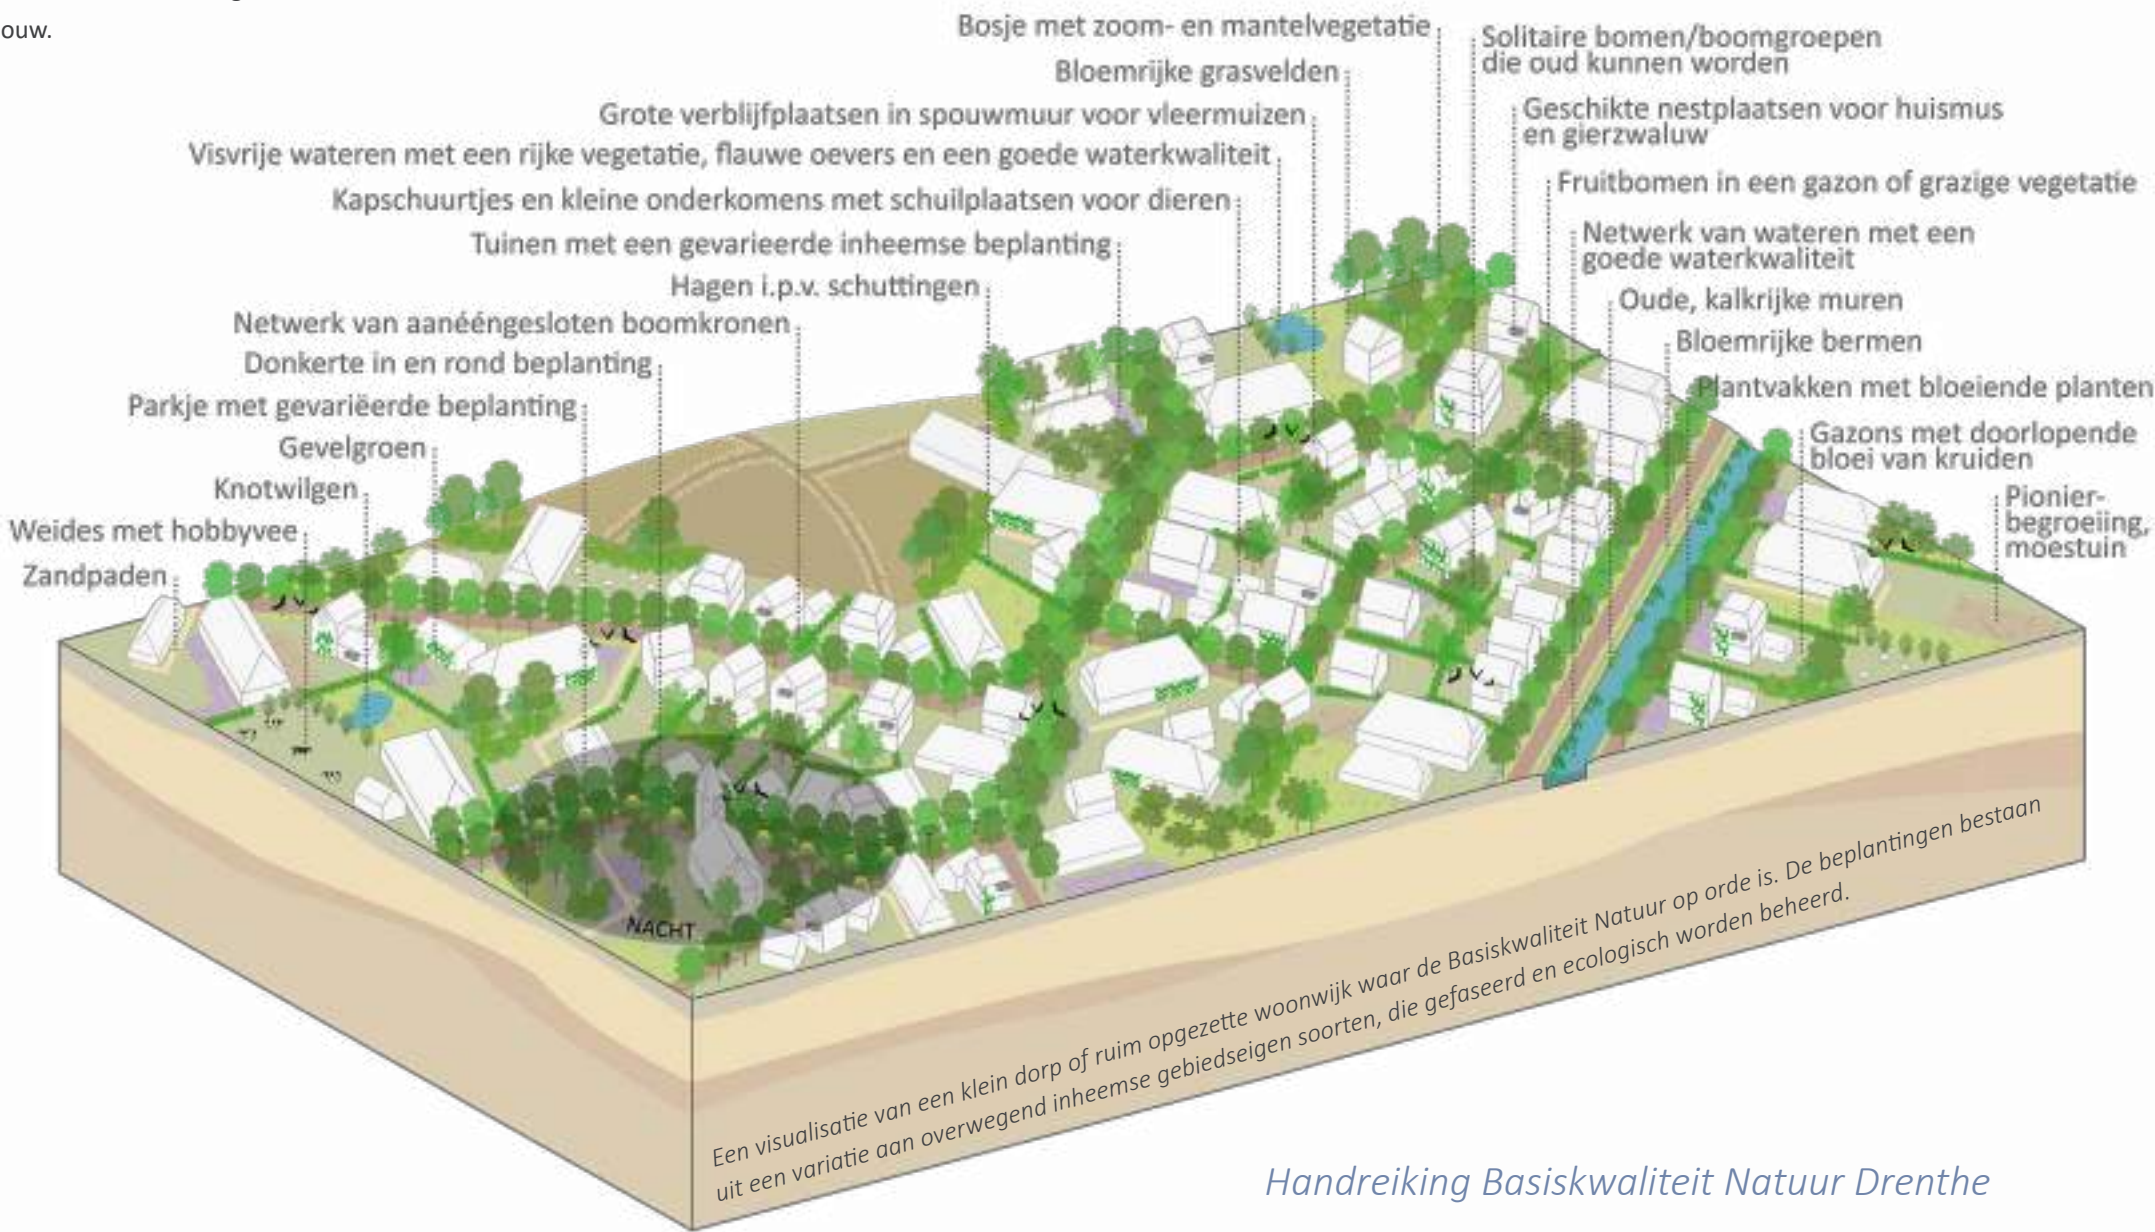 ouw.
Bosje met zoom- en mantelvegetatie
Solitaire bomen/boomgroepen
die oud kunnen worden
Bloemrijke grasvelden
Geschikte nestplaatsen voor huismus
en gierzwaluw
Grote verblijfplaatsen in spouwmuur voor vleermuizen
Visvrije wateren met een rijke vegetatie, flauwe oevers en een goede waterkwaliteit
Fruitbomen in een gazon of grazige vegetatie
Kapschuurtjes en kleine onderkomens met schuilplaatsen voor dieren
Netwerk van wateren met een
goede waterkwaliteit
Tuinen met een gevarieerde inheemse beplanting
Hagen i.p.v. schuttingen
Oude, kalkrijke muren
Netwerk van aanééngesloten boomkronen
Bloemrijke bermen
Donkerte in en rond beplanting
Plantvakken met bloeiende planten
Parkje met gevariëerde beplanting
Gazons met doorlopende
bloei van kruiden
Gevelgroen
Knotwilgen
Pionier-
begroeiing,
moestuin
Weides met hobbyvee
Zandpaden
NACHT
Een visualisatie van een klein dorp of ruim opgezette woonwijk waar de Basiskwaliteit Natuur op orde is. De beplantingen bestaan
uit een variatie aan overwegend inheemse gebiedseigen soorten, die gefaseerd en ecologisch worden beheerd.
Handreiking Basiskwaliteit Natuur Drenthe